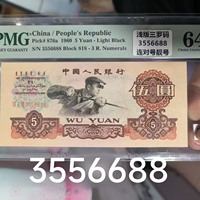 PMG
China / People's Republic
Pick# 876a 1960 5 Yuan - Light Black
S/N 3556688 Block 818 - 3 R. Numerals
浅版三罗码
3556688
连对号靓号
64
中国人民银行
伍圆
5
5
WU YUAN
3556688